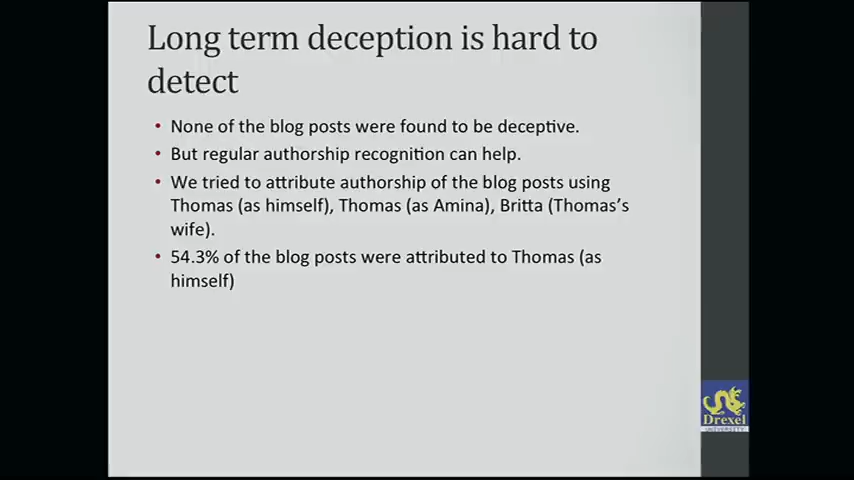 Long term deception is hard to
detect
• None of the blog posts were found to be deceptive.
• But regular authorship recognition can help.
• We tried to attribute authorship of the blog posts using
Thomas (as himself), Thomas (as Amina), Britta (Thomas's
wife).
• 54.3% of the blog posts were attributed to Thomas (as
himself)
Drexel
UNIVERSITY